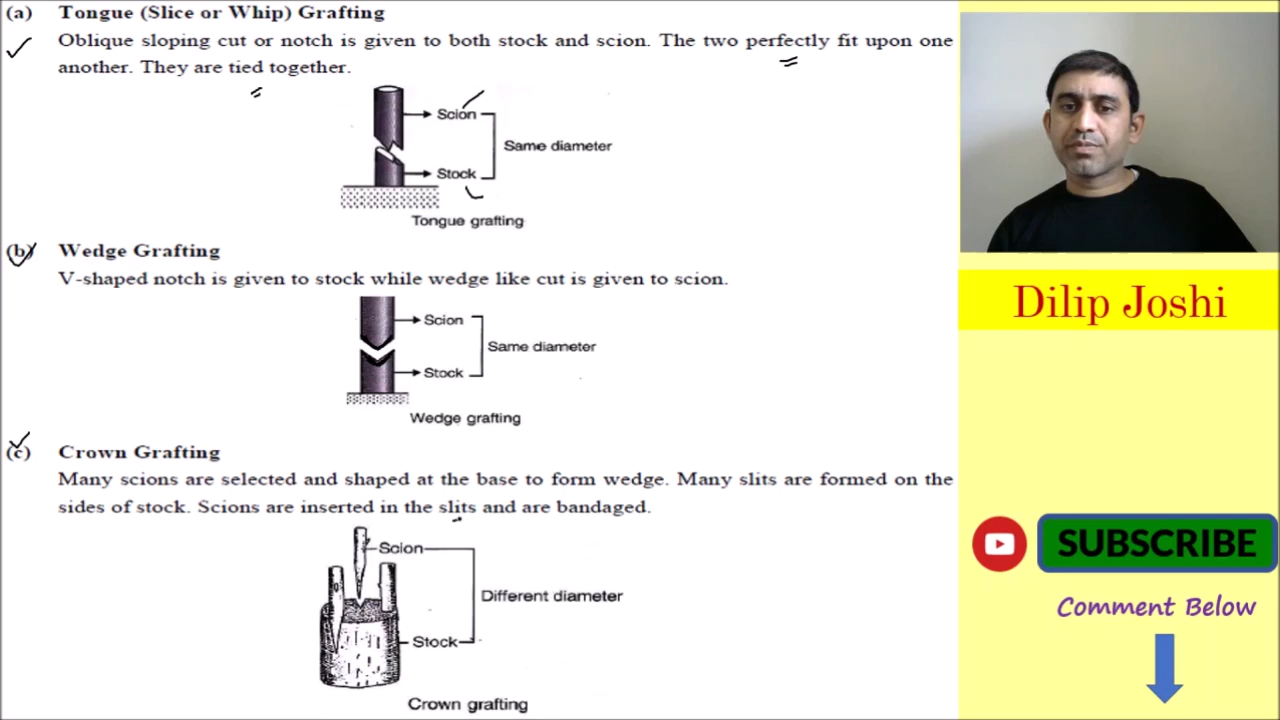 (a) Tongue (Slice or Whip) Grafting
Oblique sloping cut or notch is given to both stock and scion. The two perfectly fit upon one
another. They are tied together.
Scion
Same diameter
Stock
Tongue grafting
(b) Wedge Grafting
V-shaped notch is given to stock while wedge like cut is given to scion.
Scion
Same diameter
Stock
Wedge grafting
(c) Crown Grafting
Many scions are selected and shaped at the base to form wedge. Many slits are formed on the
sides of stock. Scions are inserted in the slits and are bandaged.
Scion
Different diameter
Stock
Crown grafting
Dilip Joshi
SUBSCRIBE
Comment Below